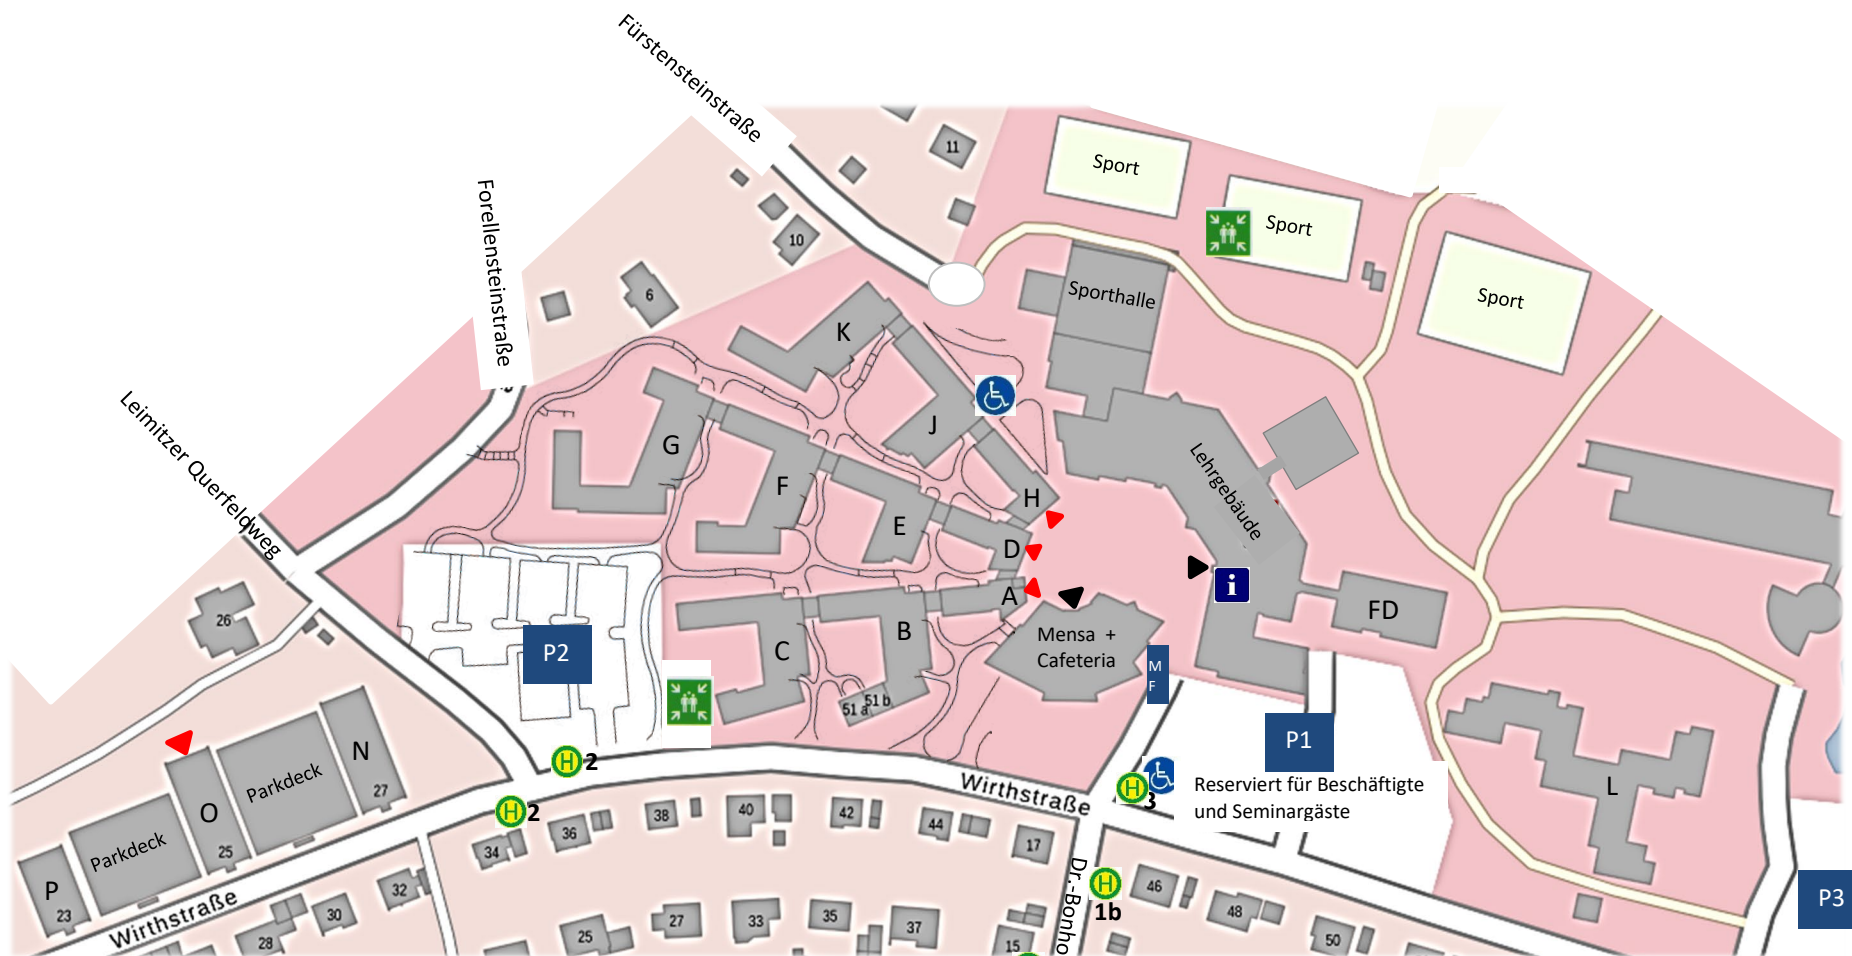 Fürstensteinstraße
11
Sport
Sport
10
Forellensteinstraße
6
Sporthalle
Sport
K
Leimitzer Querfeldweg
J
G
Lehrgebäude
F
H
E
D
i
A
FD
26
B
Mensa +
Cafeteria
P2
C
M
F
51 a
51 b
P1
N
H 2
Wirthstraße
Reserviert für Beschäftigte
und Seminargäste
H
3
L
Parkdeck
27
O
H 2
38
40
42
44
36
34
17
Parkdeck
25
P
23
32
Dr.-Bonho
H
1b
46
P3
Wirthstraße
30
28
25
27
33
35
37
15
48
50